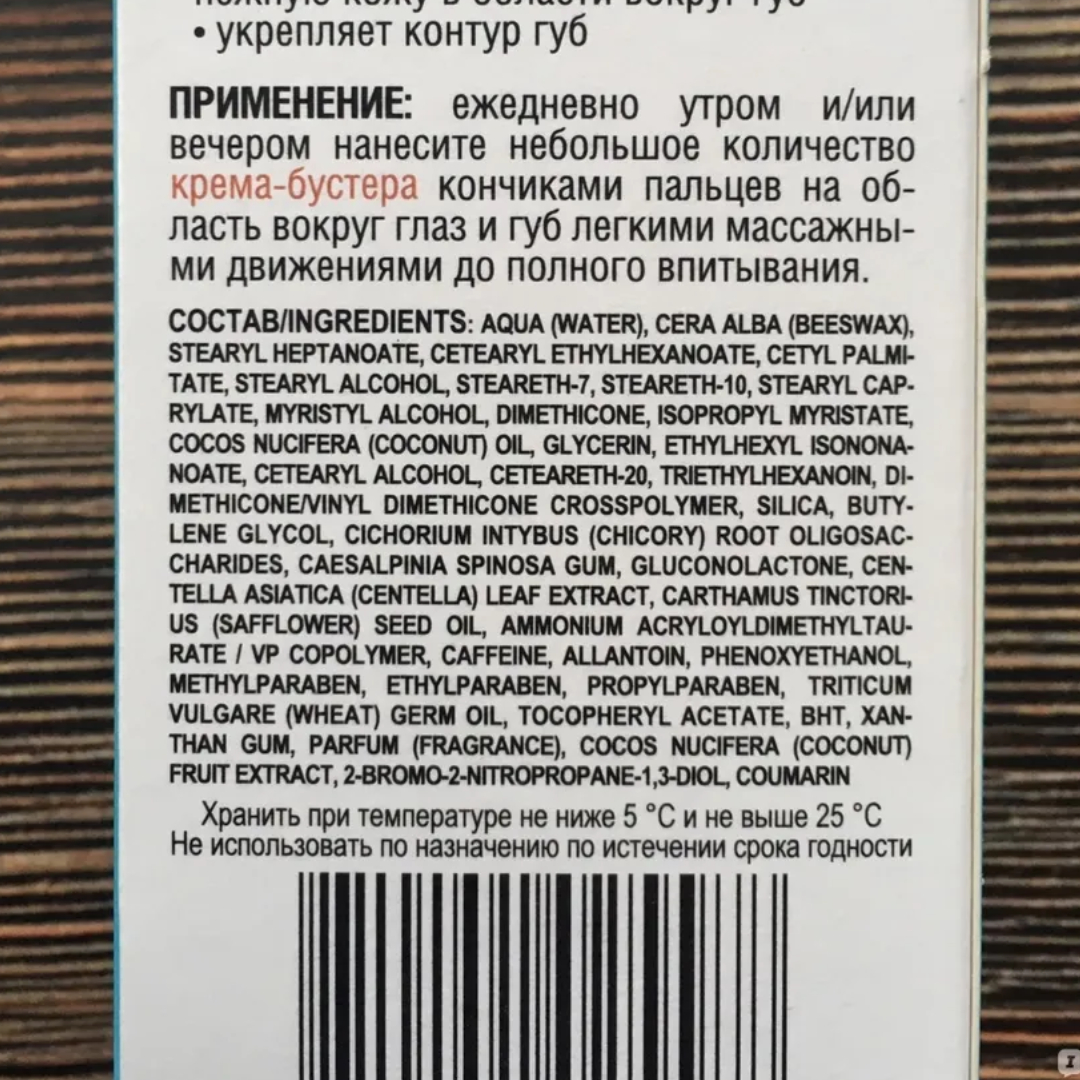 нежную кожу в области вокруг губ
• укрепляет контур губ
ПРИМЕНЕНИЕ: ежедневно утром и/или
вечером нанесите небольшое количество
крема-бустера кончиками пальцев на об-
ласть вокруг глаз и губ легкими массажны-
ми движениями до полного впитывания.
СОСТАВ/INGREDIENTS: AQUA (WATER), CERA ALBA (BEESWAX),
STEARYL HEPTANOATE, CETEARYL ETHYLHEXANOATE, CETYL PALMI-
TATE, STEARYL ALCOHOL, STEARETH-7, STEARETH-10, STEARYL CAP-
RYLATE, MYRISTYL ALCOHOL, DIMETHICONE, ISOPROPYL MYRISTATE,
COCOS NUCIFERA (COCONUT) OIL, GLYCERIN, ETHYLHEXYL ISONONA-
NOATE, CETEARYL ALCOHOL, CETEARETH-20, TRIETHYLHEXANOIN, DI-
METHICONE/VINYL DIMETHICONE CROSSPOLYMER, SILICA, BUTY-
LENE GLYCOL, CICHORIUM INTYBUS (CHICORY) ROOT OLIGOSAC-
CHARIDES, CAESALPINIA SPINOSA GUM, GLUCONOLACTONE, CEN-
TELLA ASIATICA (CENTELLA) LEAF EXTRACT, CARTHAMUS TINCTORI-
US (SAFFLOWER) SEED OIL, AMMONIUM ACRYLOYLDIMETHYLTAU-
RATE / VP COPOLYMER, CAFFEINE, ALLANTOIN, PHENOXYETHANOL,
METHYLPARABEN, ETHYLPARABEN, PROPYLPARABEN, TRITICUM
VULGARE (WHEAT) GERM OIL, TOCOPHERYL ACETATE, BHT, XAN-
THAN GUM, PARFUM (FRAGRANCE), COCOS NUCIFERA (COCONUT)
FRUIT EXTRACT, 2-BROMO-2-NITROPROPANE-1,3-DIOL, COUMARIN
Хранить при температуре не ниже 5 °C и не выше 25 °C
Не использовать по назначению по истечении срока годности